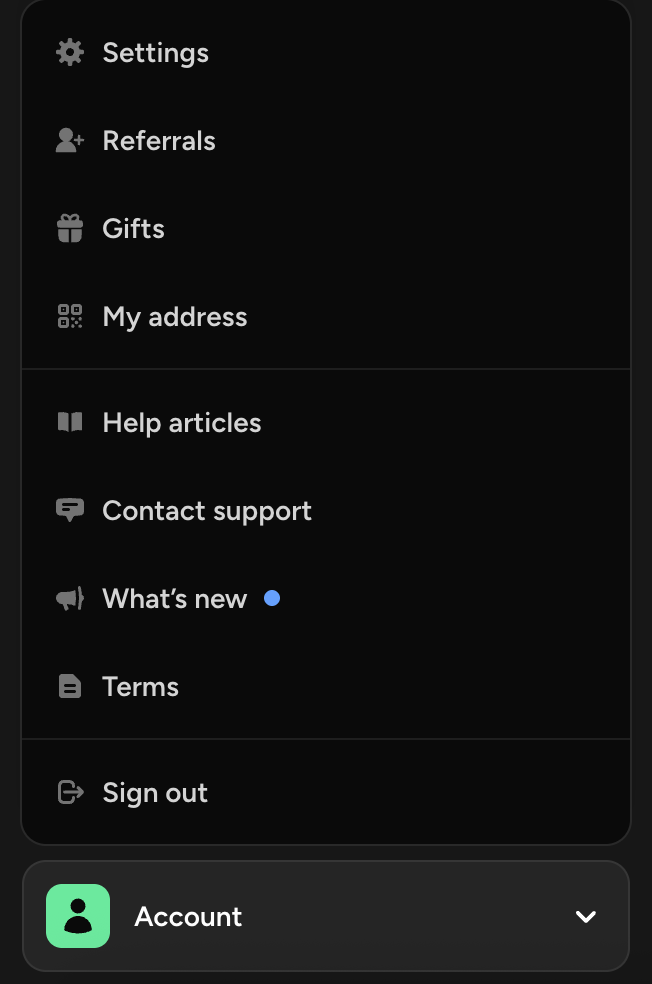 Settings
Referrals
Gifts
My address
Help articles
Contact support
What’s new
Terms
Sign out
Account